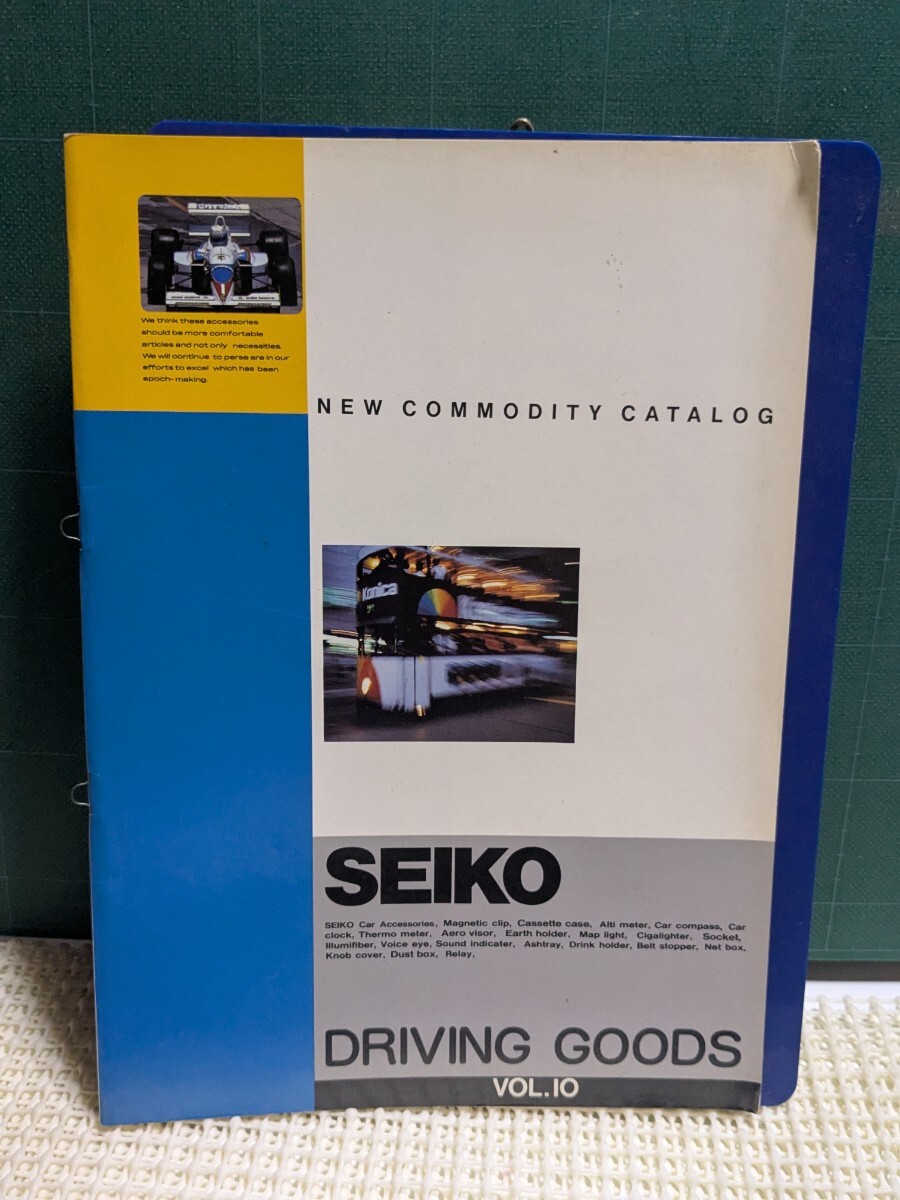 We think these accessories
should be more comfortable
articles and not only necessities.
We will continue to perse are in our
efforts to excel which has been
epoch- making.
NEW COMMODITY CATALOG
Konica
SEIKO
SEIKO Car Accessories, Magnetic clip, Cassette case, Alti meter, Car compass, Car
clock, Thermo meter, Aero visor, Earth holder, Map light, Cigalighter, Socket,
Illumifiber, Voice eye, Sound indicater, Ashtray, Drink holder, Belt stopper, Net box,
Knob cover, Dust box, Relay,
DRIVING GOODS
VOL.10